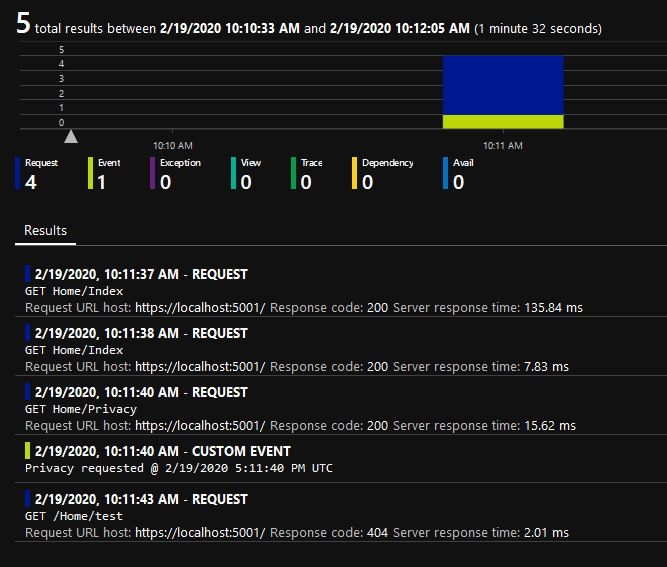 5 total results between 2/19/2020 10:10:33 AM and 2/19/2020 10:12:05 AM (1 minute 32 seconds)
5
4
3
2
1
0
10:10 AM 10:11 AM
Request Event Exception View Trace Dependency Avail
4 1 0 0 0 0 0
Results
2/19/2020, 10:11:37 AM - REQUEST
GET Home/Index
Request URL host: https://localhost:5001/ Response code: 200 Server response time: 135.84 ms
2/19/2020, 10:11:38 AM - REQUEST
GET Home/Index
Request URL host: https://localhost:5001/ Response code: 200 Server response time: 7.83 ms
2/19/2020, 10:11:40 AM - REQUEST
GET Home/Privacy
Request URL host: https://localhost:5001/ Response code: 200 Server response time: 15.62 ms
2/19/2020, 10:11:40 AM - CUSTOM EVENT
Privacy requested @ 2/19/2020 5:11:40 PM UTC
2/19/2020, 10:11:43 AM - REQUEST
GET /Home/test
Request URL host: https://localhost:5001/ Response code: 404 Server response time: 2.01 ms